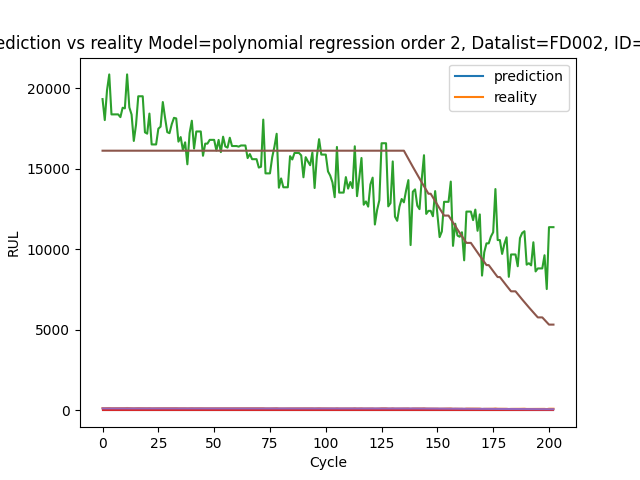 ediction vs reality Model=polynomial regression order 2, Datalist=FD002, ID=
prediction
reality
RUL
20000
15000
10000
5000
0
0 25 50 75 100 125 150 175 200
Cycle